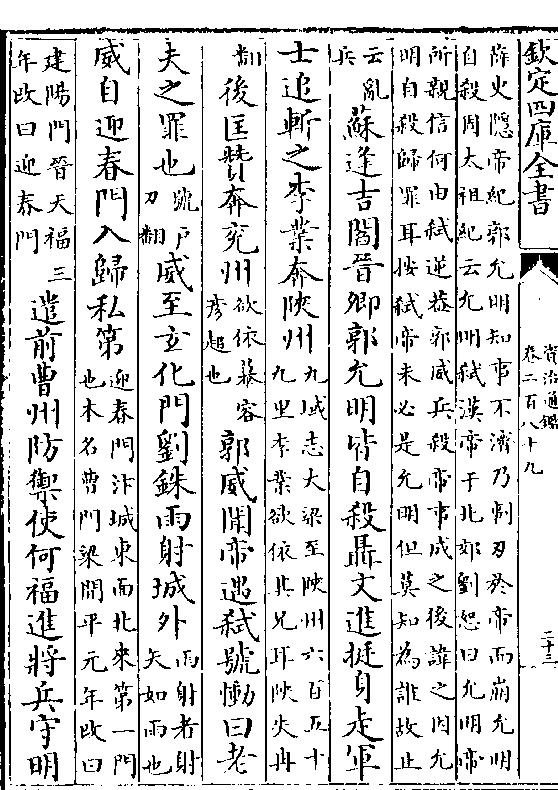 欽定四庫全書
資治通鑑
卷二百八十九
二十三
薛史隱帝紀郭允明知事不濟乃剚刃於帝而崩允明
自殺周太祖紀云允明弑漢帝于北郊劉恕曰允明帝
所親信何由弑逆蓋郭威兵殺帝事成之後諱之因允
明自殺歸罪耳按弑帝未必是允明但莫知為誰故止
云亂兵蘇逢吉閻晉卿郭允明皆自殺聶文進挺身走軍
士追斬之李業奔陝州九域志大梁至陝州六百五十九里李業欲依其兄耳陝失冉
翻後匡贊奔兗州欲依慕容彦超也郭威聞帝遇弑號慟曰老
夫之罪也號戶刀翻威至玄化門劉銖雨射城外雨射者射矢如雨也
威自迎春門入歸私第迎春門汴城東面北來第一門也本名曹門梁開平元年改曰
建陽門晉天福三年改曰迎春門遣前曹州防禦使何福進將兵守明